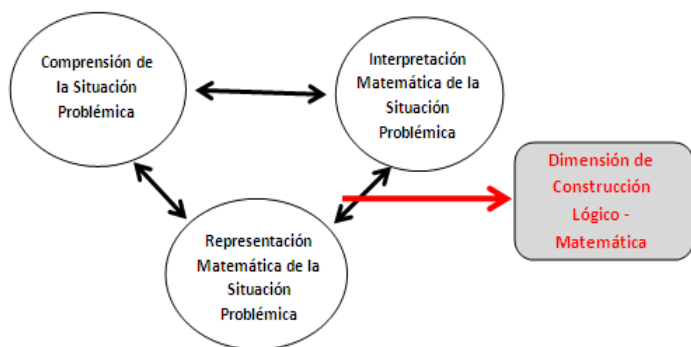 Comprensión de
la Situación
Problémica
Interpretación
Matemática de la
Situación
Problémica
Dimensión de
Construcción
Lógico -
Matemática
Representación
Matemática de la
Situación
Problémica